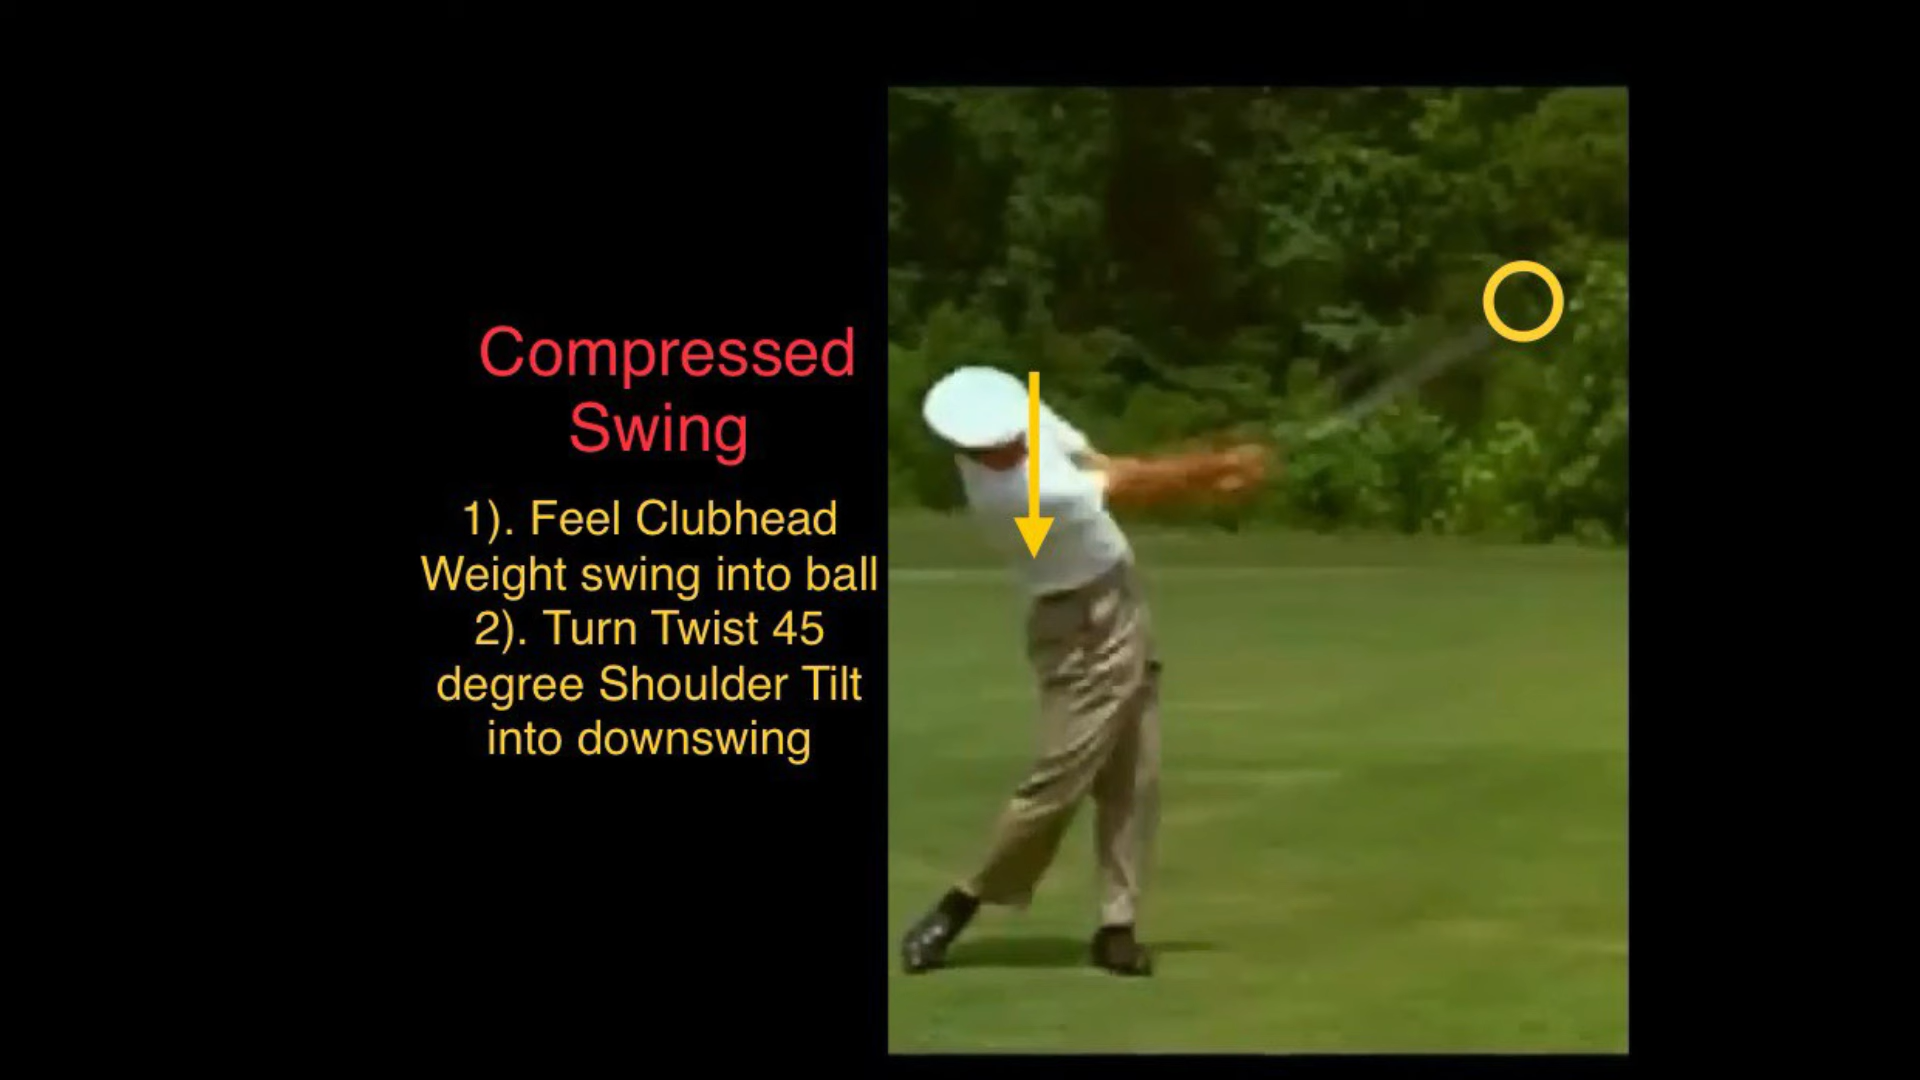 Compressed
Swing
1). Feel Clubhead
Weight swing into ball
2). Turn Twist 45
degree Shoulder Tilt
into downswing